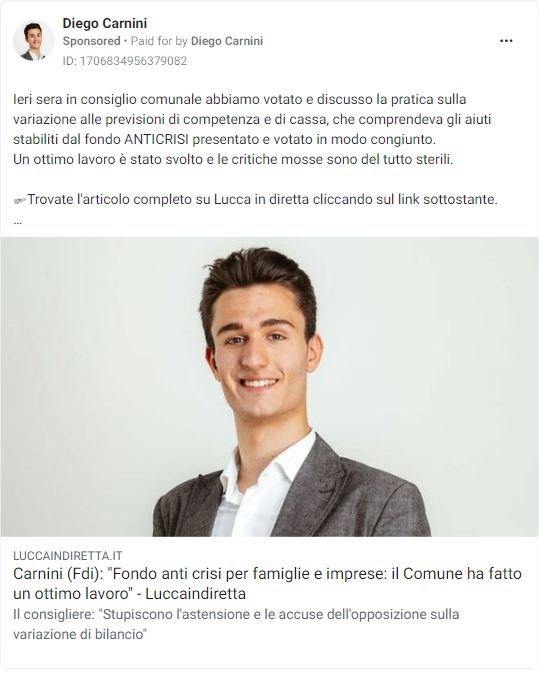 Diego Carnini
Sponsored • Paid for by Diego Carnini
ID: 1706834956379082
Ieri sera in consiglio comunale abbiamo votato e discusso la pratica sulla
variazione alle previsioni di competenza e di cassa, che comprendeva gli aiuti
stabiliti dal fondo ANTICRISI presentato e votato in modo congiunto.
Un ottimo lavoro è stato svolto e le critiche mosse sono del tutto sterili.
Trovate l'articolo completo su Lucca in diretta cliccando sul link sottostante.
...
LUCCAINDIRETTA.IT
Carnini (Fdi): "Fondo anti crisi per famiglie e imprese: il Comune ha fatto
un ottimo lavoro" - Luccaindiretta
Il consigliere: "Stupiscono l'astensione e le accuse dell'opposizione sulla
variazione di bilancio"